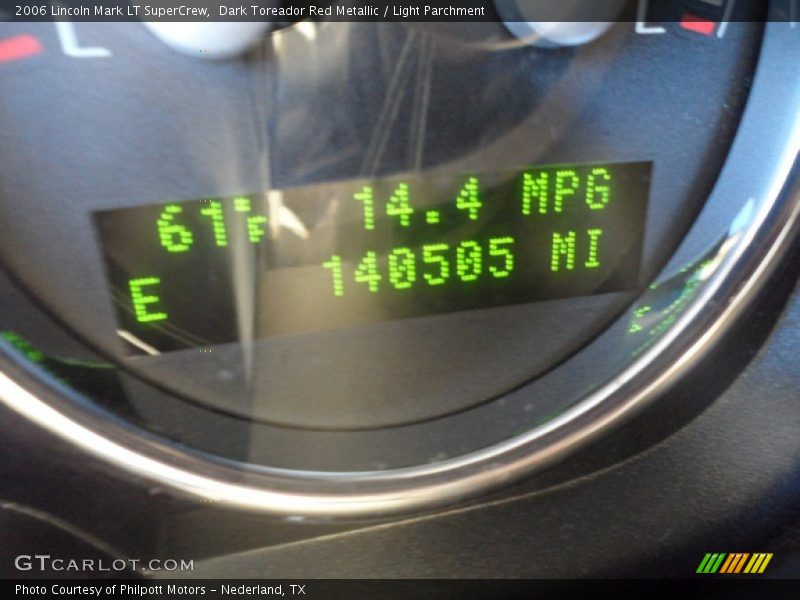 2006 Lincoln Mark LT SuperCrew, Dark Toreador Red Metallic / Light Parchment
61°F 14.4 MPG
E 140505 MI
GTCARLOT.COM
Photo Courtesy of Philpott Motors - Nederland, TX